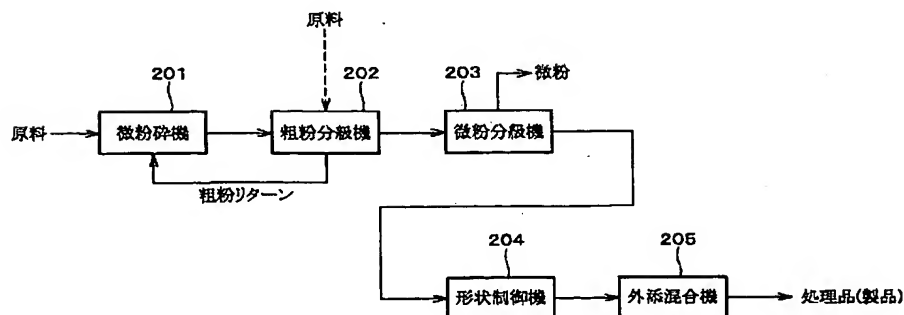 原料
201
202
203
微粉
原料
微粉砕機
粗粉分級機
微粉分級機
粗粉リターン
204
205
形状制御機
外添混合機
処理品(製品)